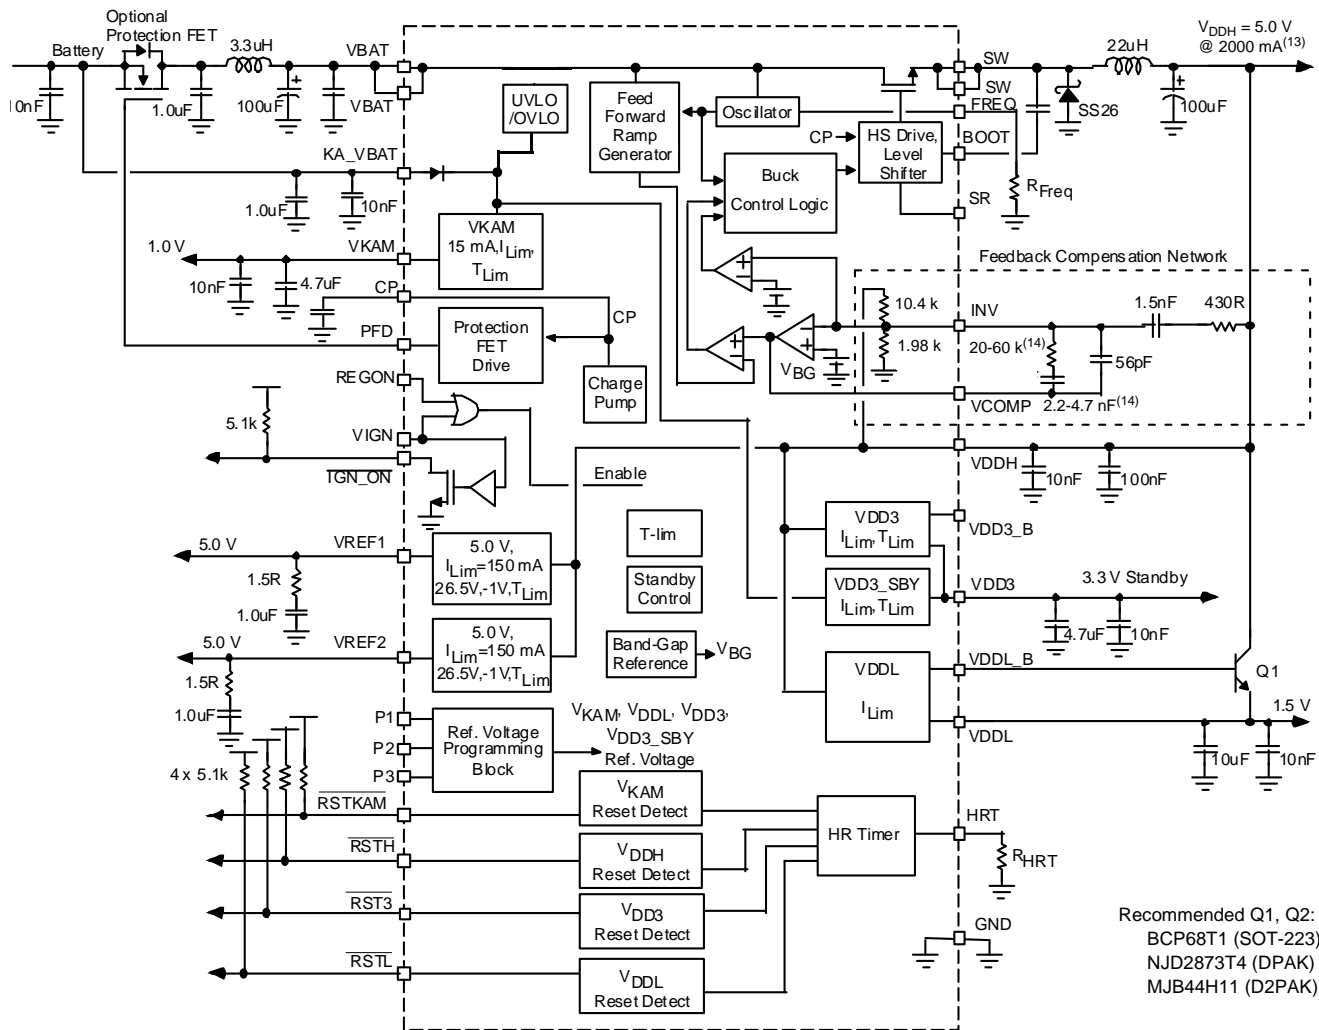 Optional
Protection FET
Battery
3.3uH
VBAT
10nF
1.0uF
100uF
VBAT
UVLO
/OVLO
Feed
Forward
Ramp
Generator
Oscillator
CP
HS Drive,
Level
Shifter
Buck
Control Logic
SW
SW
FREQ
BOOT
SR
22uH
VDDH = 5.0 V
@ 2000 mA(13)
SS26
100uF
RFreq
KA_VBAT
1.0uF
10nF
VKAM
15 mA,ILim,
TLim
1.0 V
VKAM
10nF
4.7uF
CP
CP
PFD
Protection
FET
Drive
Charge
Pump
Feedback Compensation Network
10.4 k
1.98 k
INV
1.5nF
430R
20-60 k(14)
56pF
VBG
VCOMP
2.2-4.7 nF(14)
REGON
5.1k
VIGN
IGN_ON
Enable
VDDH
10nF
100nF
5.0 V
VREF1
5.0 V,
ILim=150 mA
26.5V,-1V,TLim
1.5R
1.0uF
T-lim
Standby
Control
VDD3
ILim,TLim
VDD3_B
VDD3_SBY
ILim,TLim
VDD3
3.3 V Standby
4.7uF
10nF
5.0 V
VREF2
5.0 V,
ILim=150 mA
26.5V,-1V,TLim
1.5R
1.0uF
Band-Gap
Reference
VBG
VDDL
ILim
VDDL_B
Q1
1.5 V
VDDL
10uF
10nF
P1
P2
P3
Ref. Voltage
Programming
Block
VKAM, VDDL, VDD3,
VDD3_SBY
Ref. Voltage
4 x 5.1k
RSTKAM
VKAM
Reset Detect
HR Timer
HRT
RHRT
RSTH
VDDH
Reset Detect
RST3
VDD3
Reset Detect
GND
RSTL
VDDL
Reset Detect
Recommended Q1, Q2:
BCP68T1 (SOT-223)
NJD2873T4 (DPAK)
MJB44H11 (D2PAK)